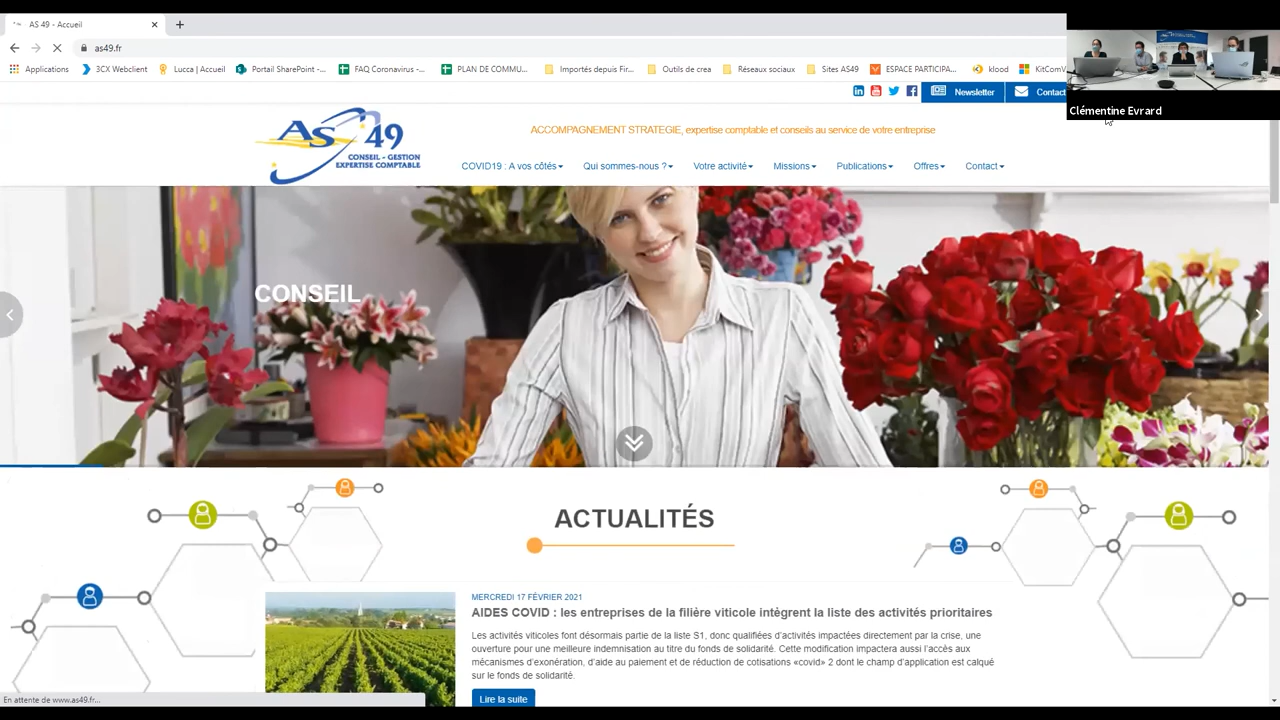 AS 49 - Accueil
as49.fr
Applications
3CX Webclient
Lucca | Accueil
Portail SharePoint -...
FAQ Coronavirus -...
PLAIN DE COMMU...
Importés depuis Fir...
Outils de crea
Réseaux sociaux
Sites AS49
ESPACE PARTICIPA...
klood
KitComV
Newsletter
Contact
Clémentine Evrard
AS 49
CONSEIL - GESTION
EXPERTISE COMPTABLE
ACCOMPAGNEMENT STRATEGIE, expertise comptable et conseils au service de votre entreprise
COVID19 : A vos côtés
Qui sommes-nous ?
Votre activité
Missions
Publications
Offres
Contact
CONSEIL
ACTUALITÉS
MERCREDI 17 FÉVRIER 2021
AIDES COVID : les entreprises de la filière viticole intègrent la liste des activités prioritaires
Les activités viticoles font désormais partie de la liste S1, donc qualifiées d'activités impactées directement par la crise, une
ouverture pour une meilleure indemnisation au titre du fonds de solidarité. Cette modification impactera aussi l'accès aux
mécanismes d'exonération, d'aide au paiement et de réduction de cotisations «covid» 2 dont le champ d'application est calqué
sur le fonds de solidarité.
Lire la suite
En attente de www.as49.fr...